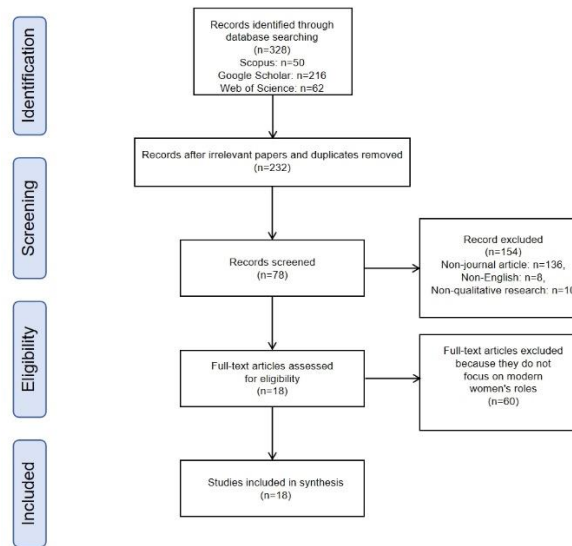 Identification
Records identified through
database searching
(n=328)
Scopus: n=50
Google Scholar: n=216
Web of Science: n=62
Records after irrelevant papers and duplicates removed
(n=232)
Screening
Records screened
(n=78)
Record excluded
(n=154)
Non-journal article: n=136,
Non-English: n=8,
Non-qualitative research: n=10
Eligibility
Full-text articles assessed
for eligibility
(n=18)
Full-text articles excluded
because they do not
focus on modern
women's roles
(n=60)
Included
Studies included in synthesis
(n=18)